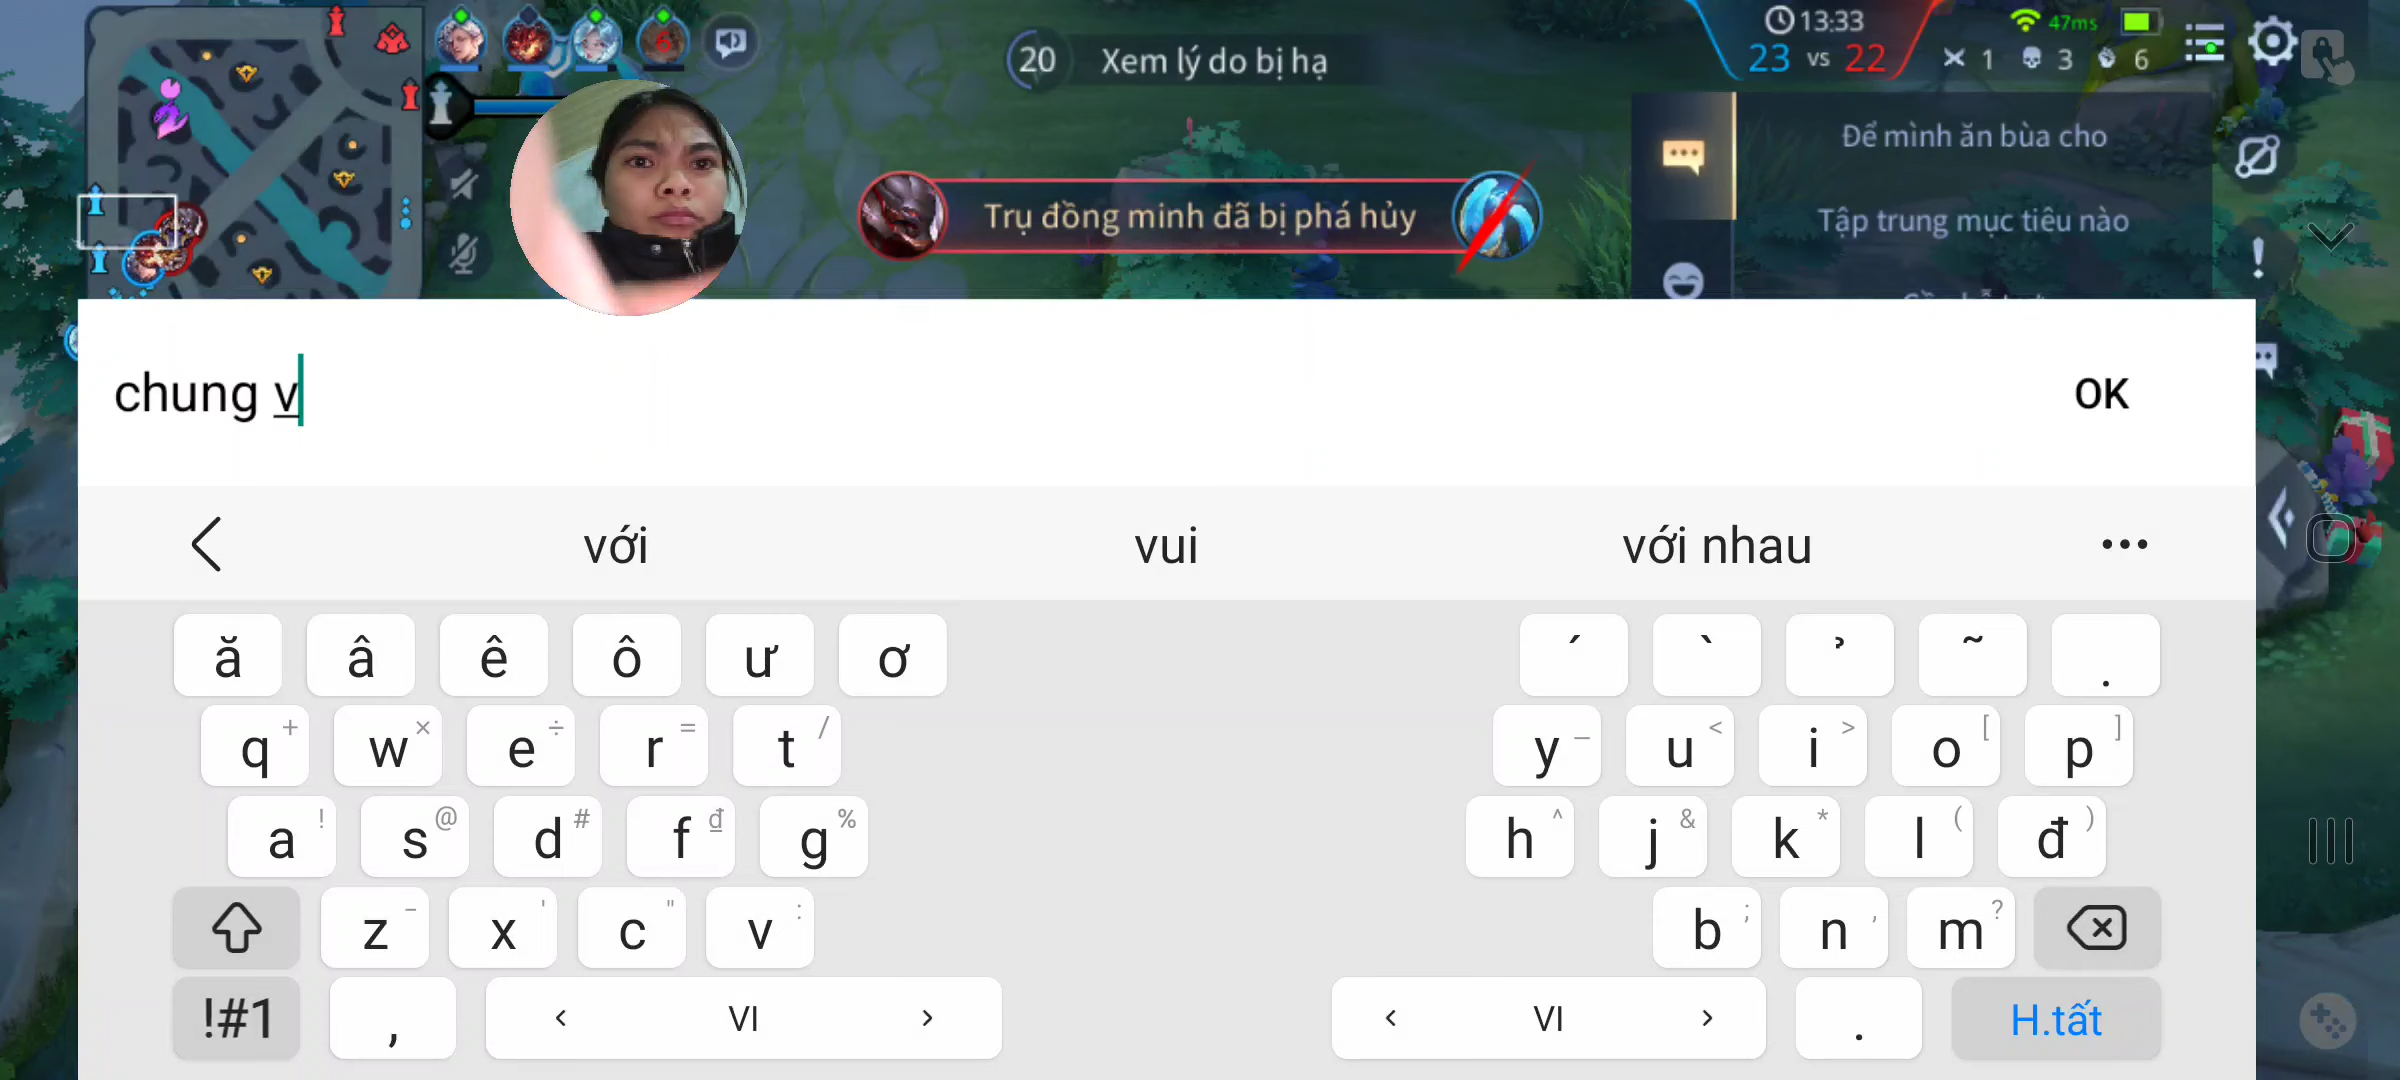 20 Xem lý do bị hạ
13:33
47ms
23 vs 22
1 3 6
6
Để mình ăn bùa cho
Trụ đồng minh đã bị phá hủy
Tập trung mục tiêu nào
chung v
OK
với vui với nhau
ă â ê ô ư ơ ´ ` ̉ ~ .
q + w × e ÷ r = t / y _ u < i > o [ p ]
a ! s @ d # f ₫ g % h ^ j & k * l ( đ )
z - x ' c " v : b ; n , m ?
!#1 , < VI > < VI > . H.tất